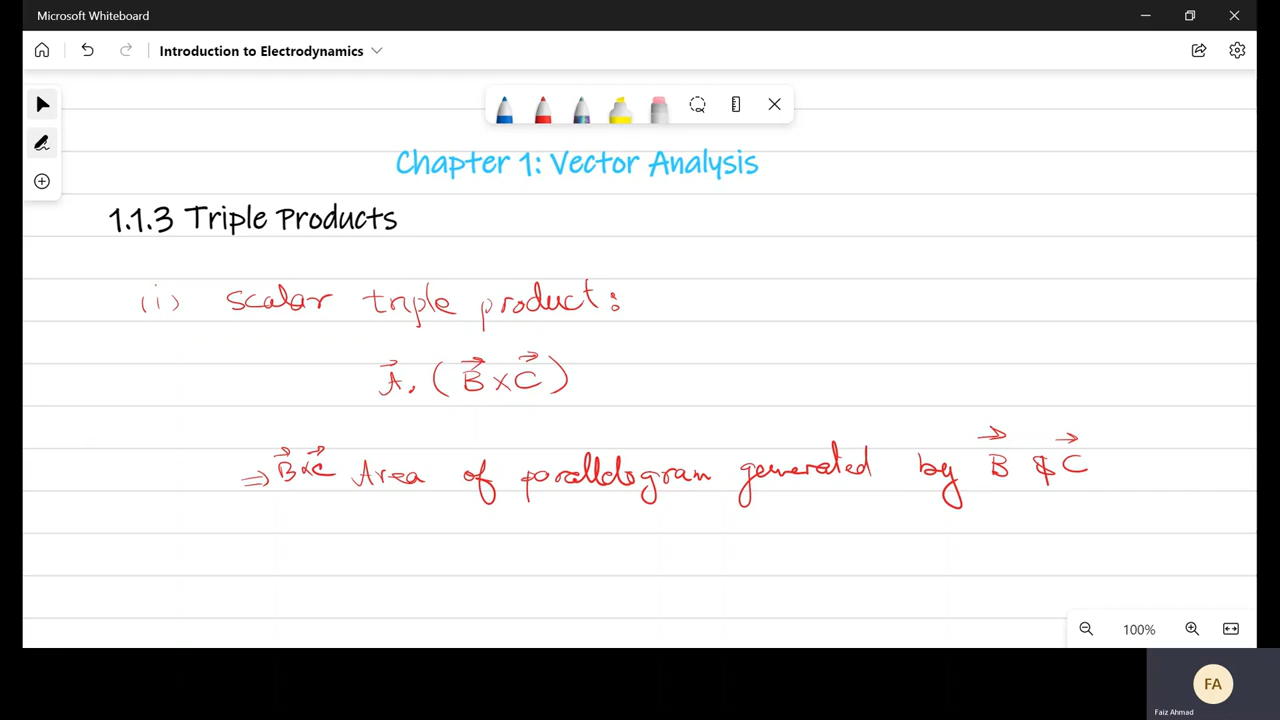 Microsoft Whiteboard
Introduction to Electrodynamics
Chapter 1: Vector Analysis
1.1.3 Triple Products
(i) scalar triple product:
A⃗. (B⃗ × C⃗)
⇒ B⃗×C⃗ Area of parallelogram generated by B⃗ & C⃗
100%
FA
Faiz Ahmad